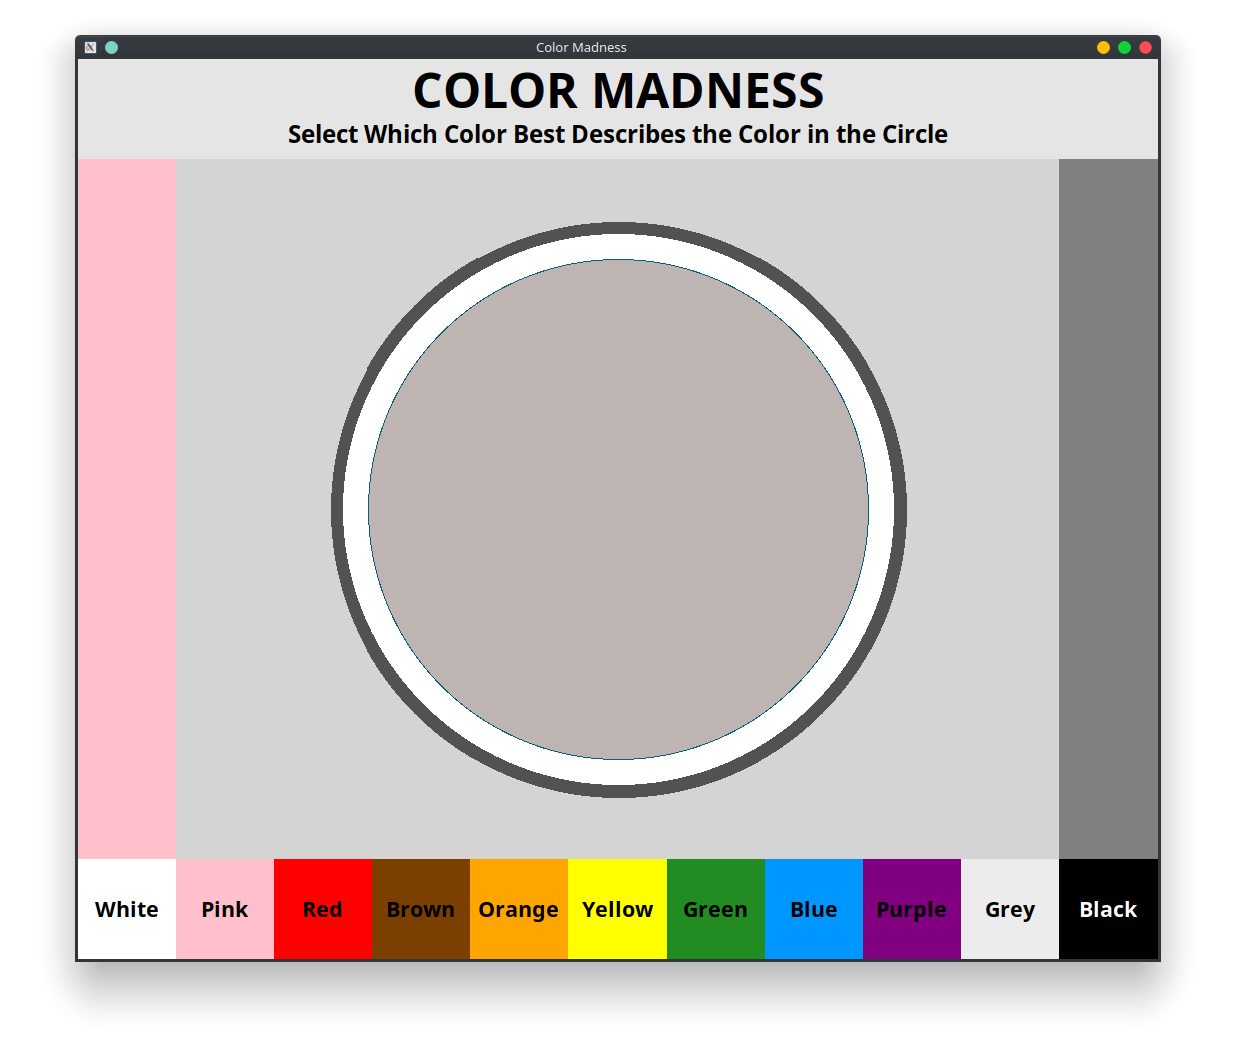 Color Madness
COLOR MADNESS
Select Which Color Best Describes the Color in the Circle
White Pink Red Brown Orange Yellow Green Blue Purple Grey Black